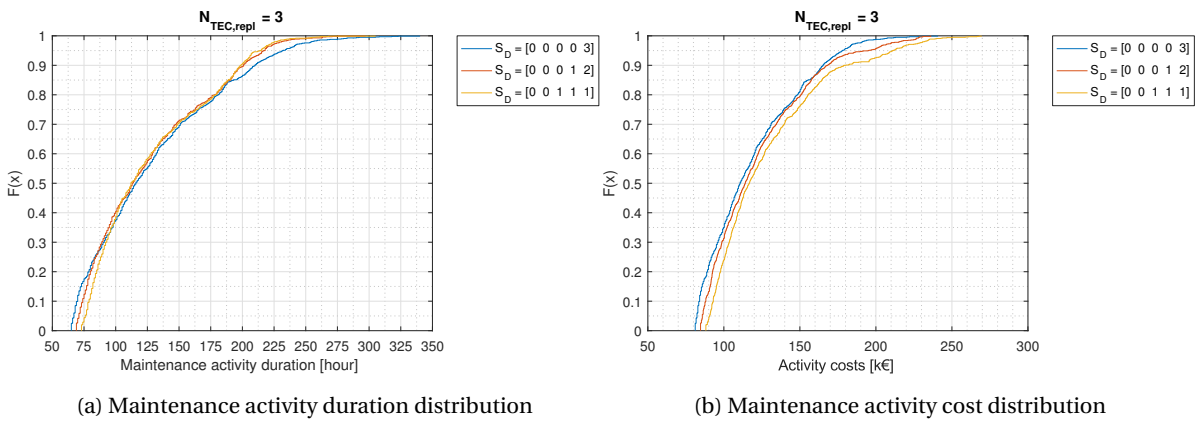 N_TEC,repl = 3
F(x)
1
0.9
0.8
0.7
0.6
0.5
0.4
0.3
0.2
0.1
0
50 75 100 125 150 175 200 225 250 275 300 325 350
Maintenance activity duration [hour]
S_D = [0 0 0 0 3]
S_D = [0 0 0 1 2]
S_D = [0 0 1 1 1]
(a) Maintenance activity duration distribution
N_TEC,repl = 3
F(x)
1
0.9
0.8
0.7
0.6
0.5
0.4
0.3
0.2
0.1
0
50 100 150 200 250 300
Activity costs [k€]
S_D = [0 0 0 0 3]
S_D = [0 0 0 1 2]
S_D = [0 0 1 1 1]
(b) Maintenance activity cost distribution